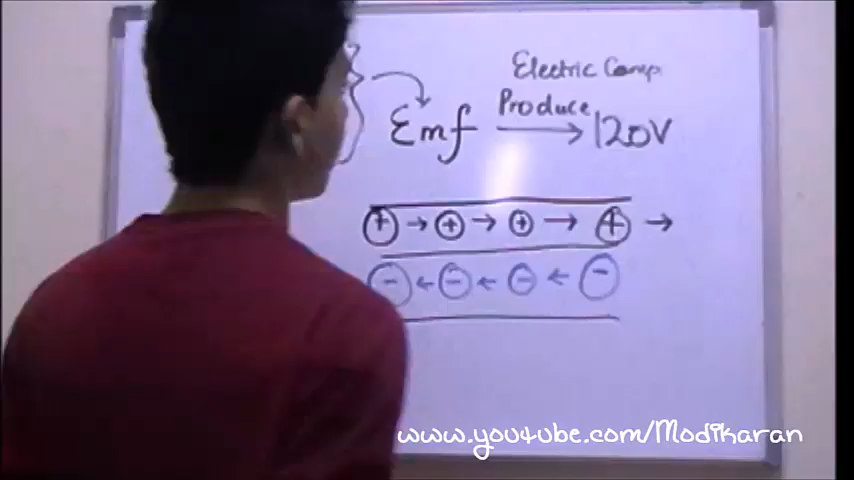 Electric Comp.
Produce
Emf → 120V
+ → + → + → + →
- ← - ← - ← -
www.youtube.com/Modikaran